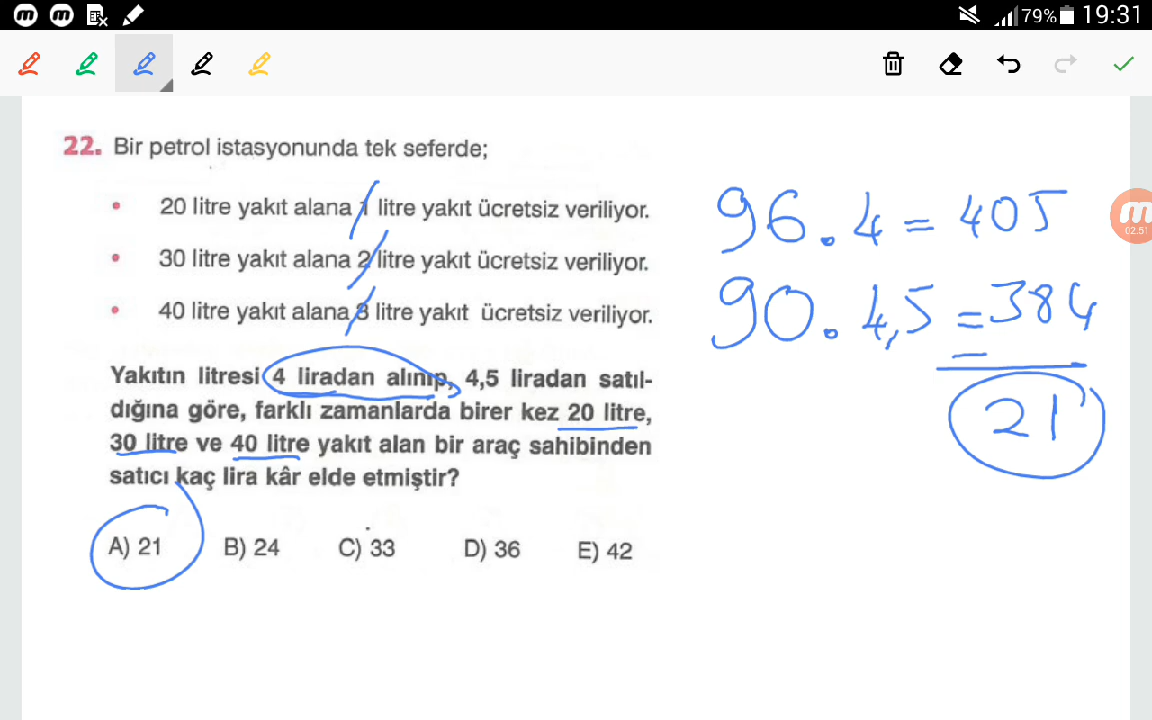 79% 19:31
22. Bir petrol istasyonunda tek seferde;
• 20 litre yakıt alana 1 litre yakıt ücretsiz veriliyor.
• 30 litre yakıt alana 2 litre yakıt ücretsiz veriliyor.
• 40 litre yakıt alana 3 litre yakıt ücretsiz veriliyor.
Yakıtın litresi 4 liradan alınıp, 4,5 liradan satıl-
dığına göre, farklı zamanlarda birer kez 20 litre,
30 litre ve 40 litre yakıt alan bir araç sahibinden
satıcı kaç lira kâr elde etmiştir?
A) 21 B) 24 C) 33 D) 36 E) 42
96.4 = 405
90.4,5 = 384
21
02:51